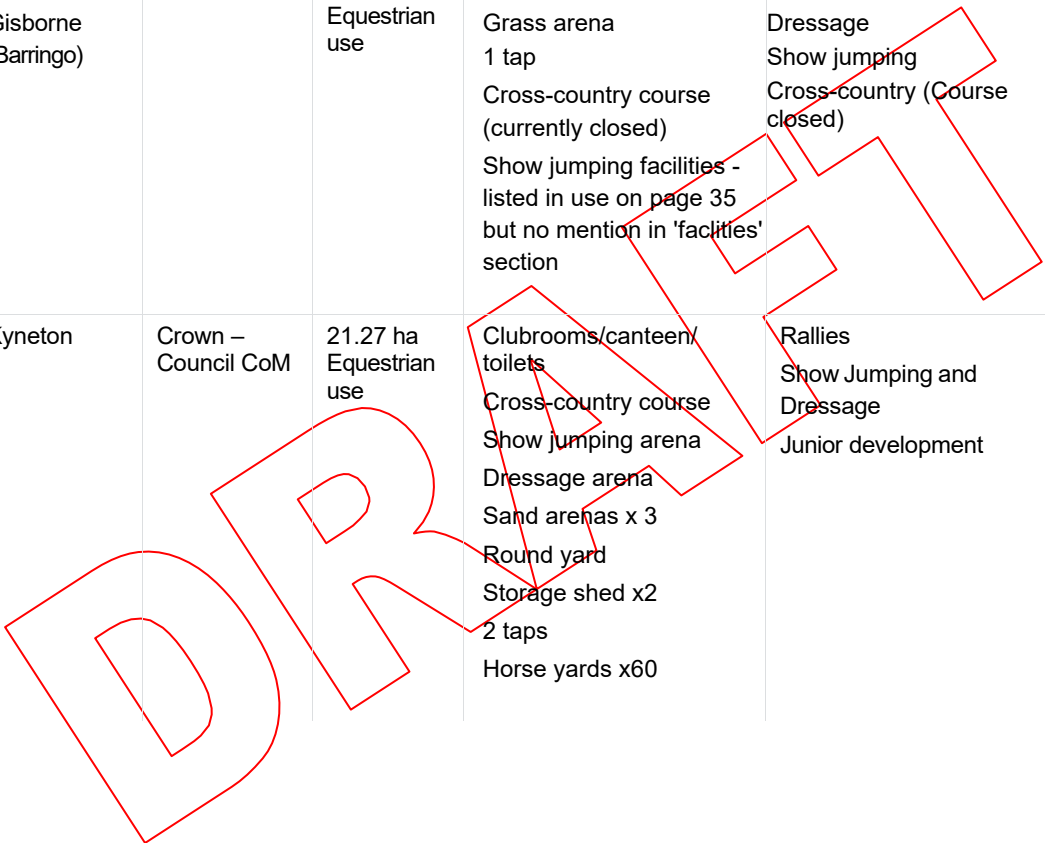 Gisborne
Barringo)
Equestrian
use
Grass arena
1 tap
Cross-country course
(currently closed)
Show jumping facilities -
listed in use on page 35
but no mention in 'faclities'
section
Dressage
Show jumping
Cross-country (Course
closed)
Kyneton
Crown –
Council CoM
21.27 ha
Equestrian
use
Clubrooms/canteen/
toilets
Cross-country course
Show jumping arena
Dressage arena
Sand arenas x 3
Round yard
Storage shed x2
2 taps
Horse yards x60
Rallies
Show Jumping and
Dressage
Junior development
DRAFT